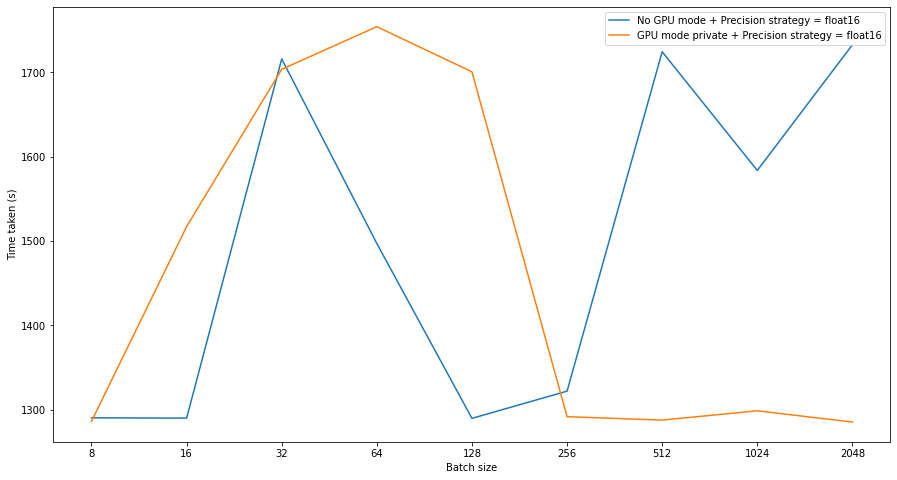 No GPU mode + Precision strategy = float16
GPU mode private + Precision strategy = float16
Time taken (s)
1700
1600
1500
1400
1300
8 16 32 64 128 256 512 1024 2048
Batch size